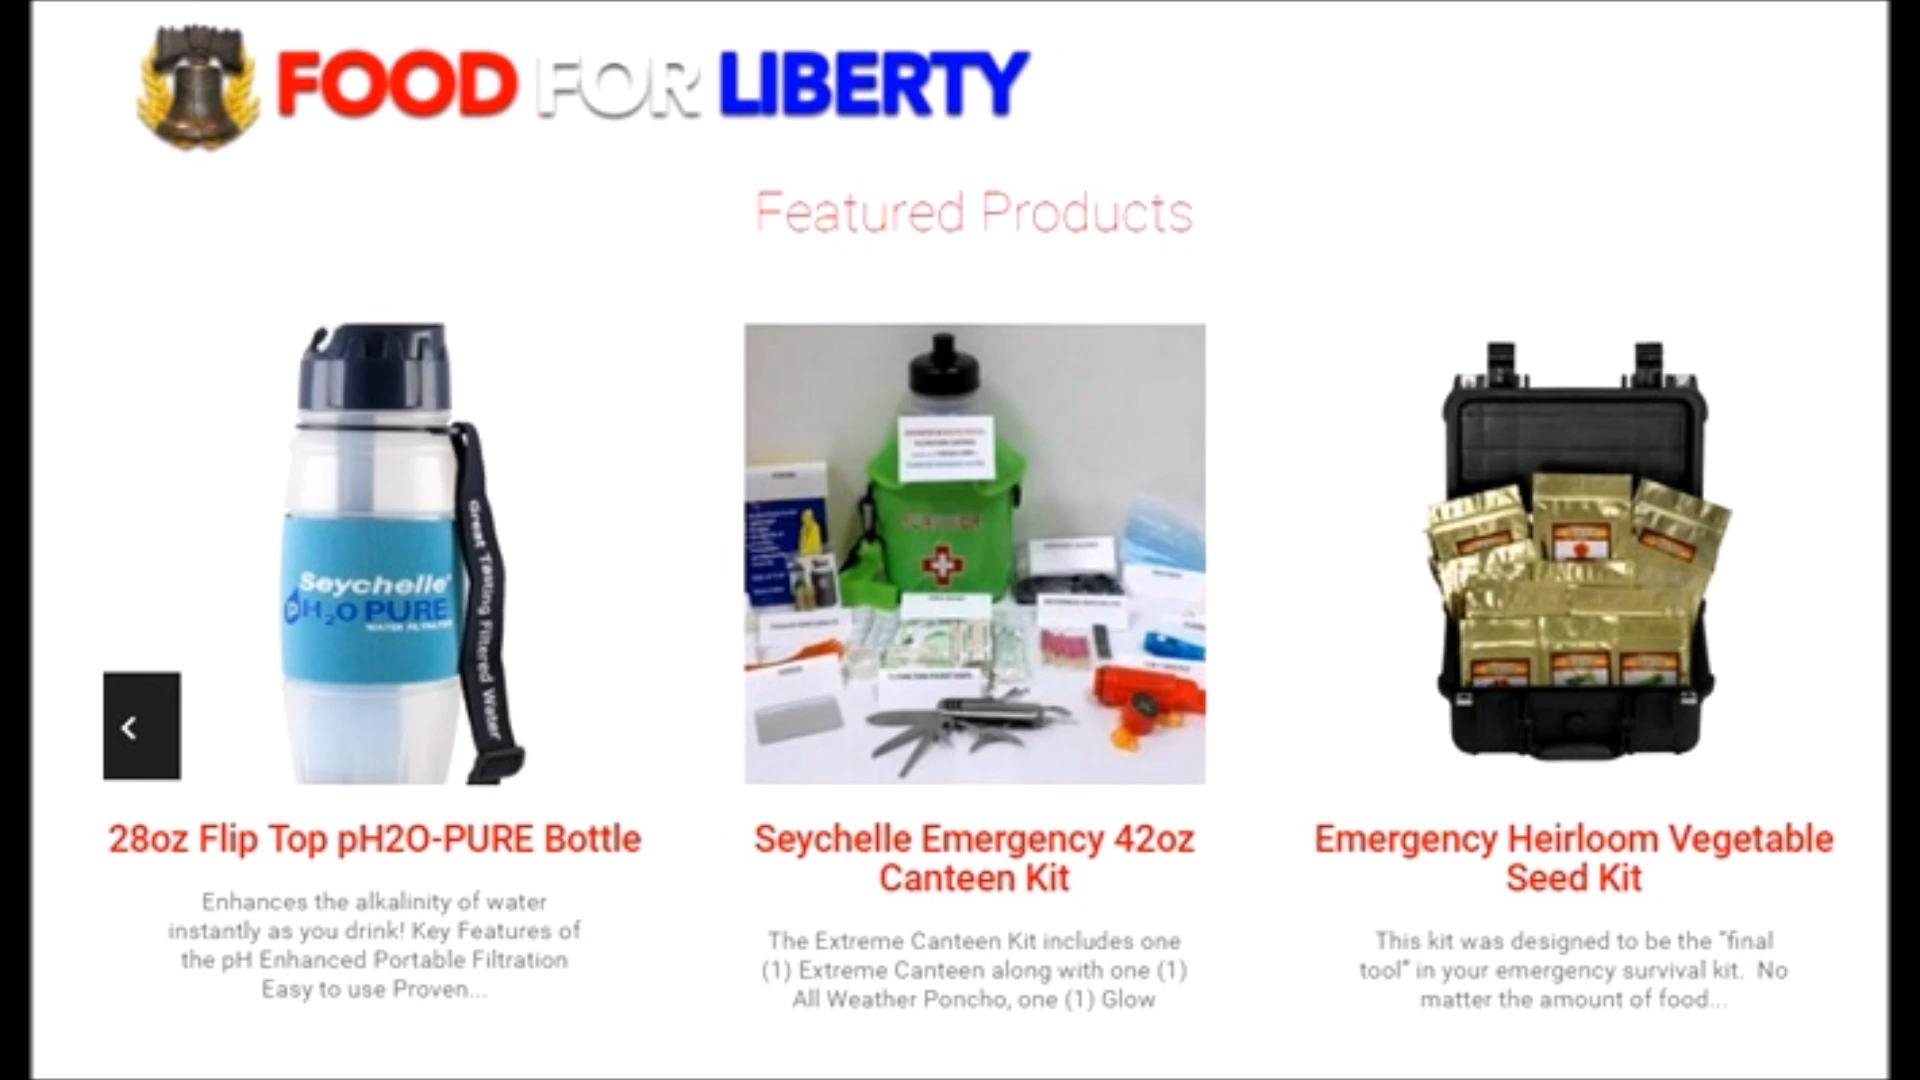 FOOD FOR LIBERTY
Featured Products
Seychelle
pH2O PURE
WATER FILTRATION
Great Tasting Filtered Water
28oz Flip Top pH2O-PURE Bottle
Enhances the alkalinity of water
instantly as you drink! Key Features of
the pH Enhanced Portable Filtration
Easy to use Proven...
Seychelle Emergency 42oz
Canteen Kit
The Extreme Canteen Kit includes one
(1) Extreme Canteen along with one (1)
All Weather Poncho, one (1) Glow
Emergency Heirloom Vegetable
Seed Kit
This kit was designed to be the "final
tool" in your emergency survival kit. No
matter the amount of food...